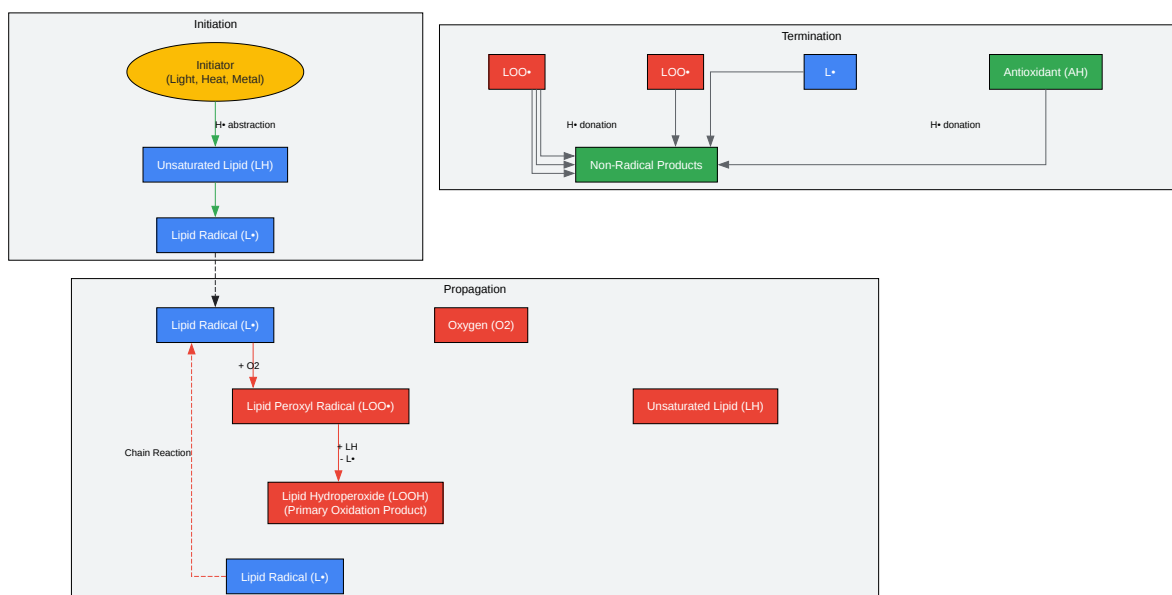 Initiation
Initiator
(Light, Heat, Metal)
H• abstraction
Unsaturated Lipid (LH)
Lipid Radical (L•)
Termination
LOO•
LOO•
L•
Antioxidant (AH)
H• donation
H• donation
Non-Radical Products
Propagation
Lipid Radical (L•)
Oxygen (O2)
+ O2
Lipid Peroxyl Radical (LOO•)
Unsaturated Lipid (LH)
Chain Reaction
+ LH
- L•
Lipid Hydroperoxide (LOOH)
(Primary Oxidation Product)
Lipid Radical (L•)